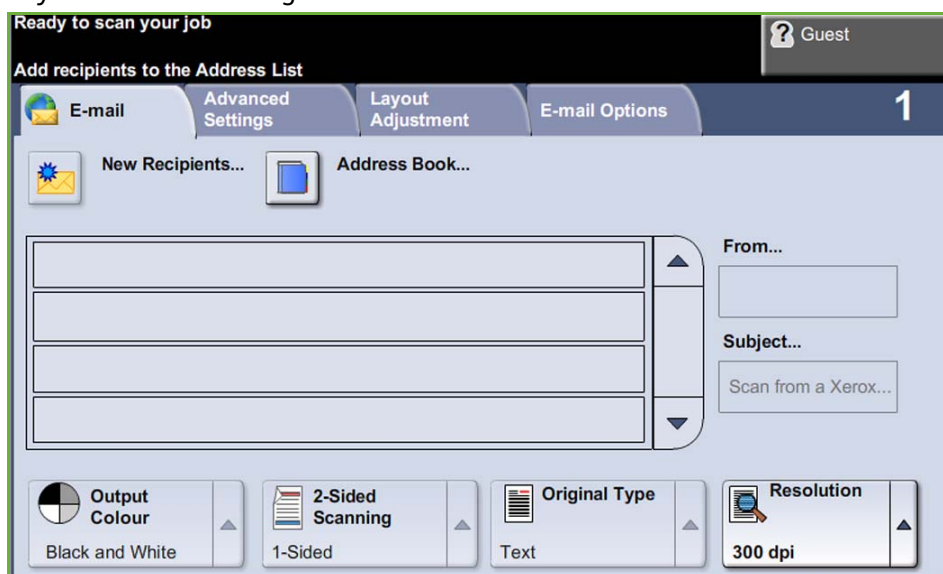 Ready to scan your job
? Guest
Add recipients to the Address List
E-mail
Advanced
Settings
Layout
Adjustment
E-mail Options
1
New Recipients...
Address Book...
From...
Subject...
Scan from a Xerox...
Output
Colour
Black and White
2-Sided
Scanning
1-Sided
Original Type
Text
Resolution
300 dpi